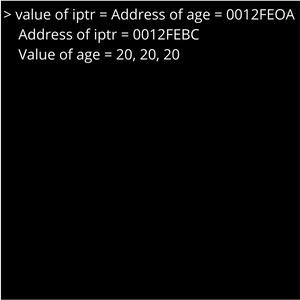 > value of iptr = Address of age = 0012FEOA
Address of iptr = 0012FEBC
Value of age = 20, 20, 20